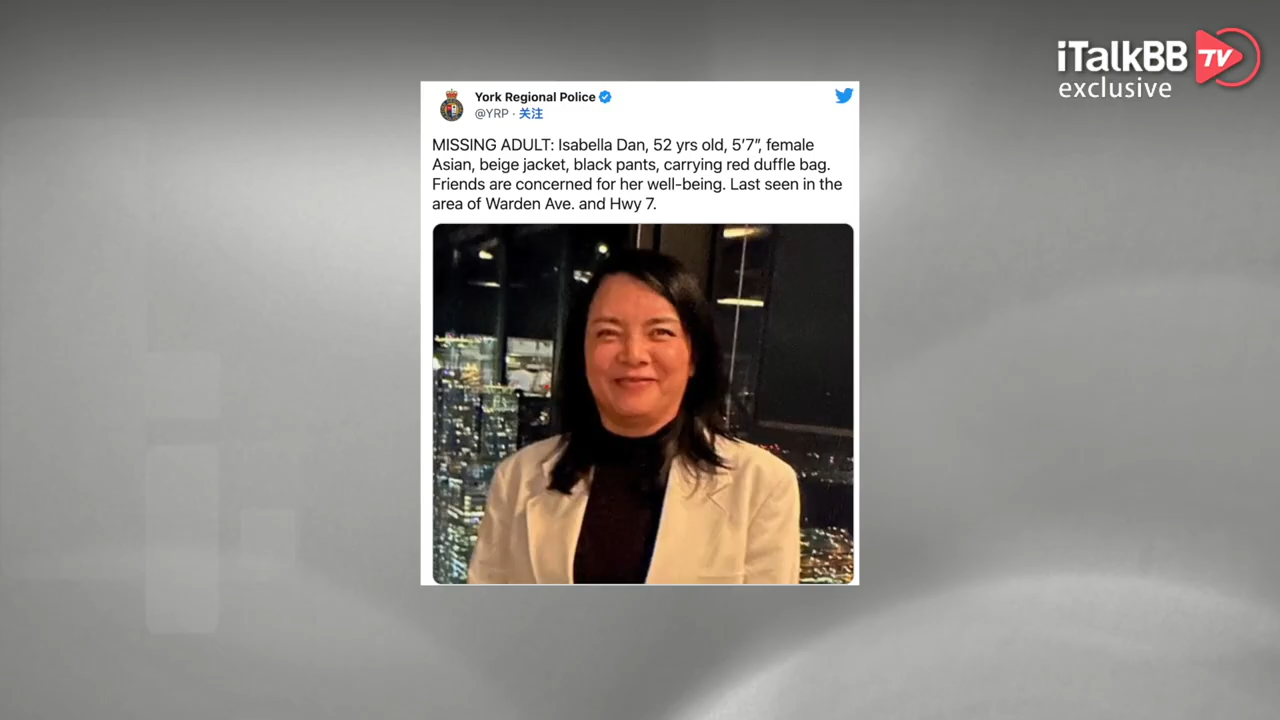 iTalkBB TV
exclusive
York Regional Police
@YRP · 关注
MISSING ADULT: Isabella Dan, 52 yrs old, 5’7”, female
Asian, beige jacket, black pants, carrying red duffle bag.
Friends are concerned for her well-being. Last seen in the
area of Warden Ave. and Hwy 7.